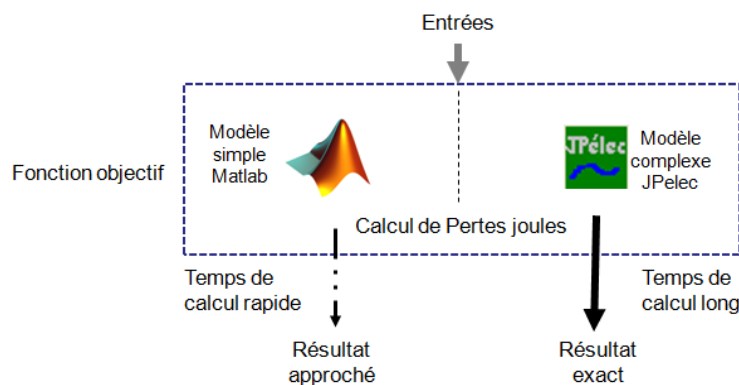 Entrées
Modèle
simple
Matlab
JPélec
Modèle
complexe
JPelec
Fonction objectif
Calcul de Pertes joules
Temps de
calcul rapide
Temps de
calcul long
Résultat
approché
Résultat
exact